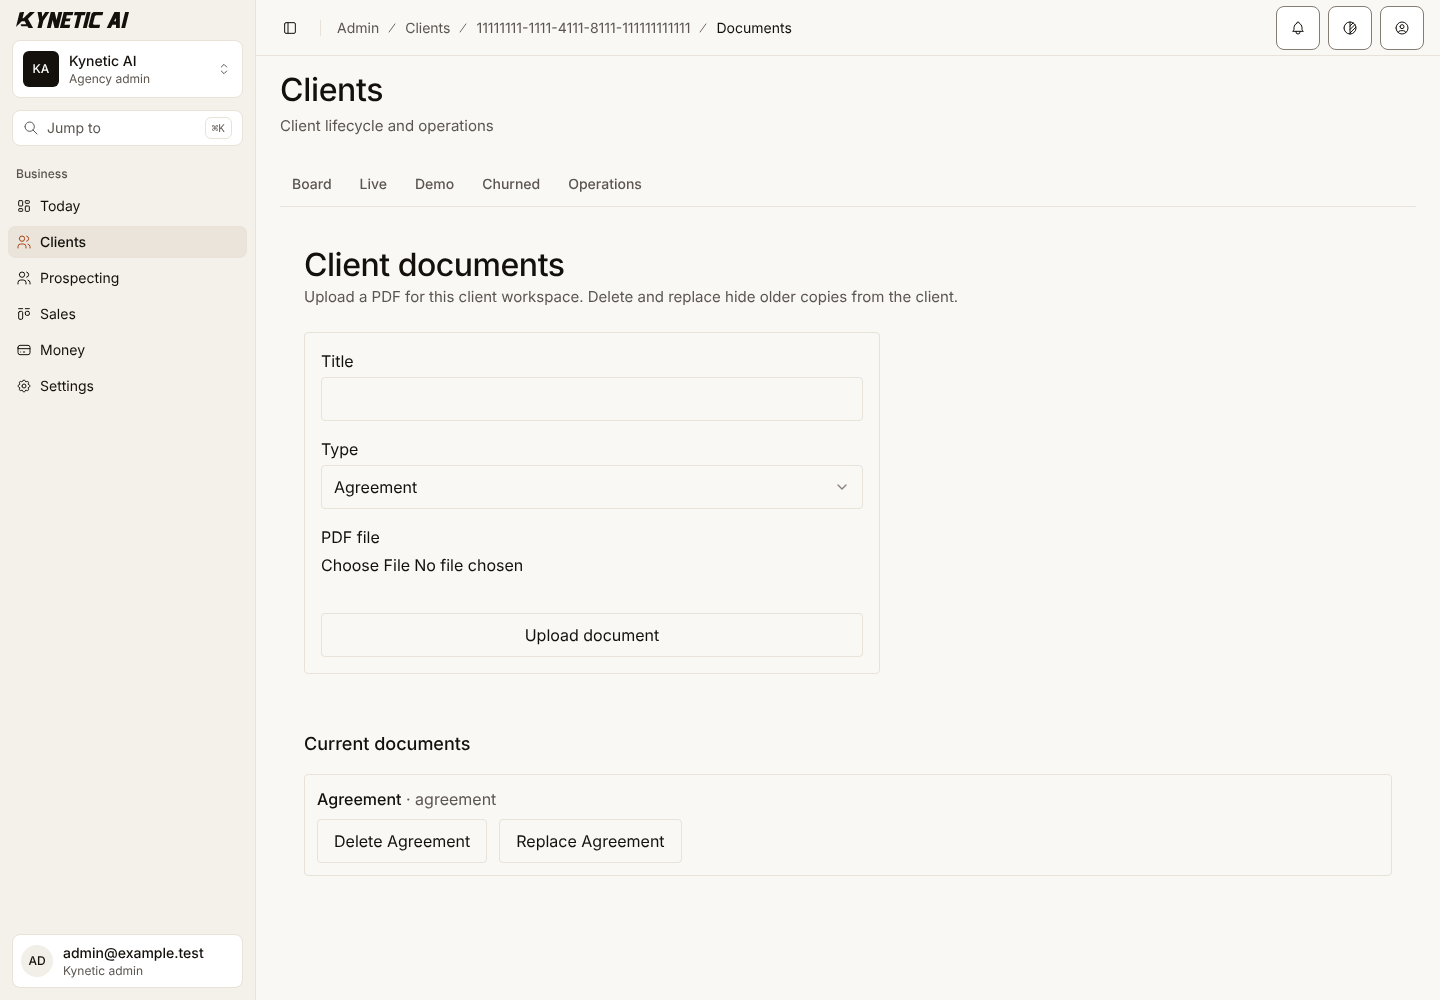 KYNETIC AI
KA
Kynetic AI
Agency admin
Jump to
⌘K
Business
Today
Clients
Prospecting
Sales
Money
Settings
AD
admin@example.test
Kynetic admin
Admin / Clients / 11111111-1111-4111-8111-111111111111 / Documents
Clients
Client lifecycle and operations
Board Live Demo Churned Operations
Client documents
Upload a PDF for this client workspace. Delete and replace hide older copies from the client.
Title
Type
Agreement
PDF file
Choose File No file chosen
Upload document
Current documents
Agreement · agreement
Delete Agreement Replace Agreement